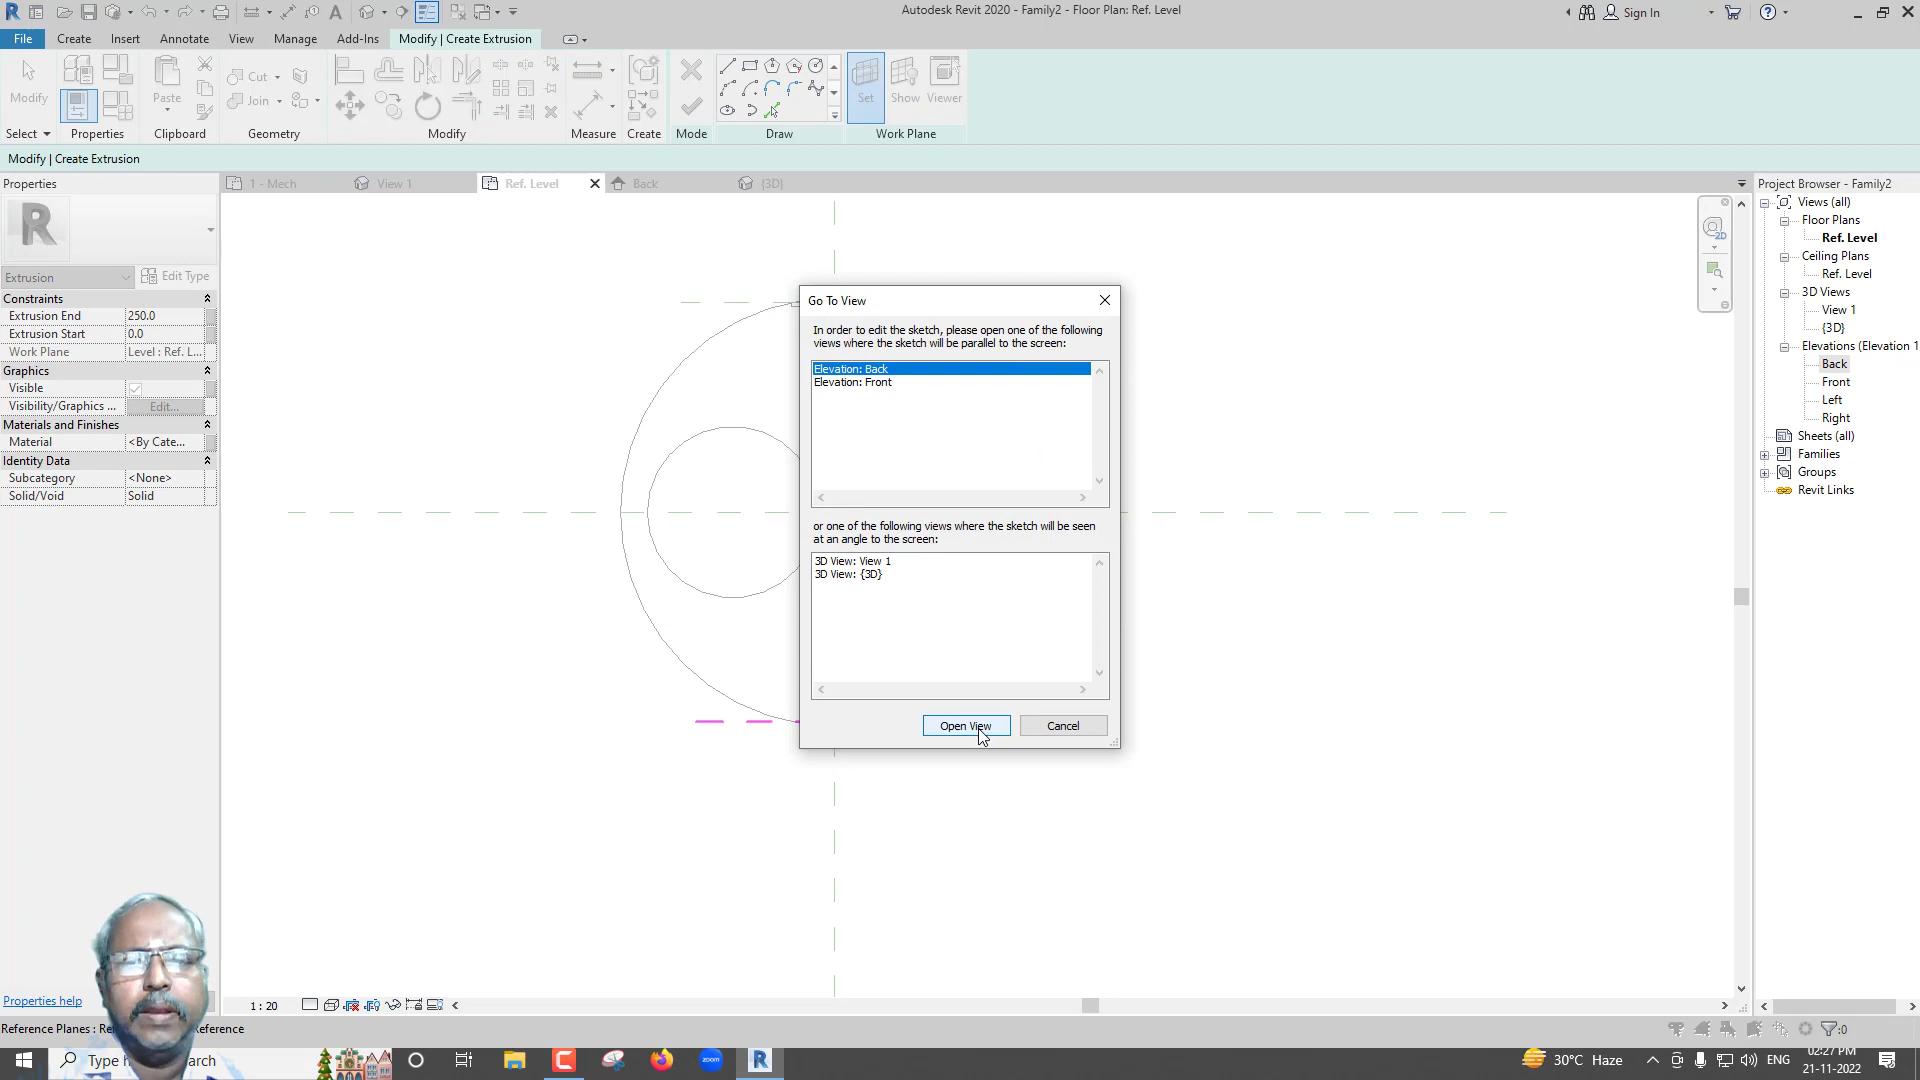 Autodesk Revit 2020 - Family2 - Floor Plan: Ref. Level
Sign In
File
Create
Insert
Annotate
View
Manage
Add-Ins
Modify | Create Extrusion
Modify
Paste
Cut
Join
Set
Show
Viewer
Select
Properties
Clipboard
Geometry
Modify
Measure
Create
Mode
Draw
Work Plane
Modify | Create Extrusion
Properties
1 - Mech
View 1
Ref. Level
Back
{3D}
Extrusion
Edit Type
Constraints
Extrusion End 250.0
Extrusion Start 0.0
Work Plane Level : Ref. L...
Graphics
Visible
Visibility/Graphics ... Edit...
Materials and Finishes
Material <By Cate...
Identity Data
Subcategory <None>
Solid/Void Solid
Properties help
Go To View
In order to edit the sketch, please open one of the following
views where the sketch will be parallel to the screen:
Elevation: Back
Elevation: Front
or one of the following views where the sketch will be seen
at an angle to the screen:
3D View: View 1
3D View: {3D}
Open View
Cancel
2D
Project Browser - Family2
Views (all)
Floor Plans
Ref. Level
Ceiling Plans
Ref. Level
3D Views
View 1
{3D}
Elevations (Elevation 1
Back
Front
Left
Right
Sheets (all)
Families
Groups
Revit Links
1 : 20
Reference Planes : Re
eference
:0
Type h
earch
zoom
30°C Haze
ENG
02:27 PM
21-11-2022